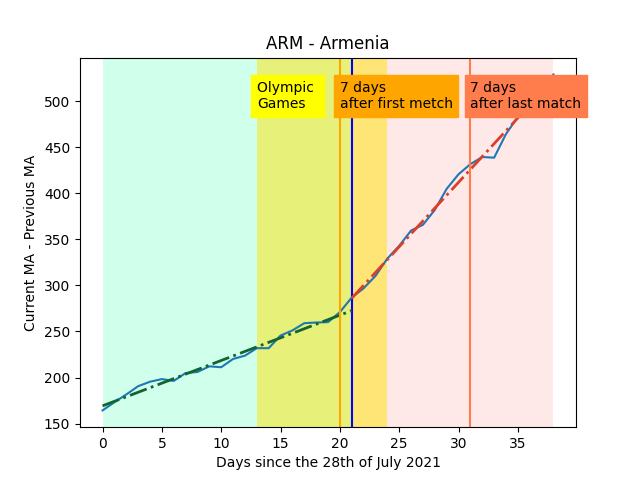 ARM - Armenia
Current MA - Previous MA
500
450
400
350
300
250
200
150
Olympic
Games
7 days
after first metch
7 days
after last match
0 5 10 15 20 25 30 35
Days since the 28th of July 2021